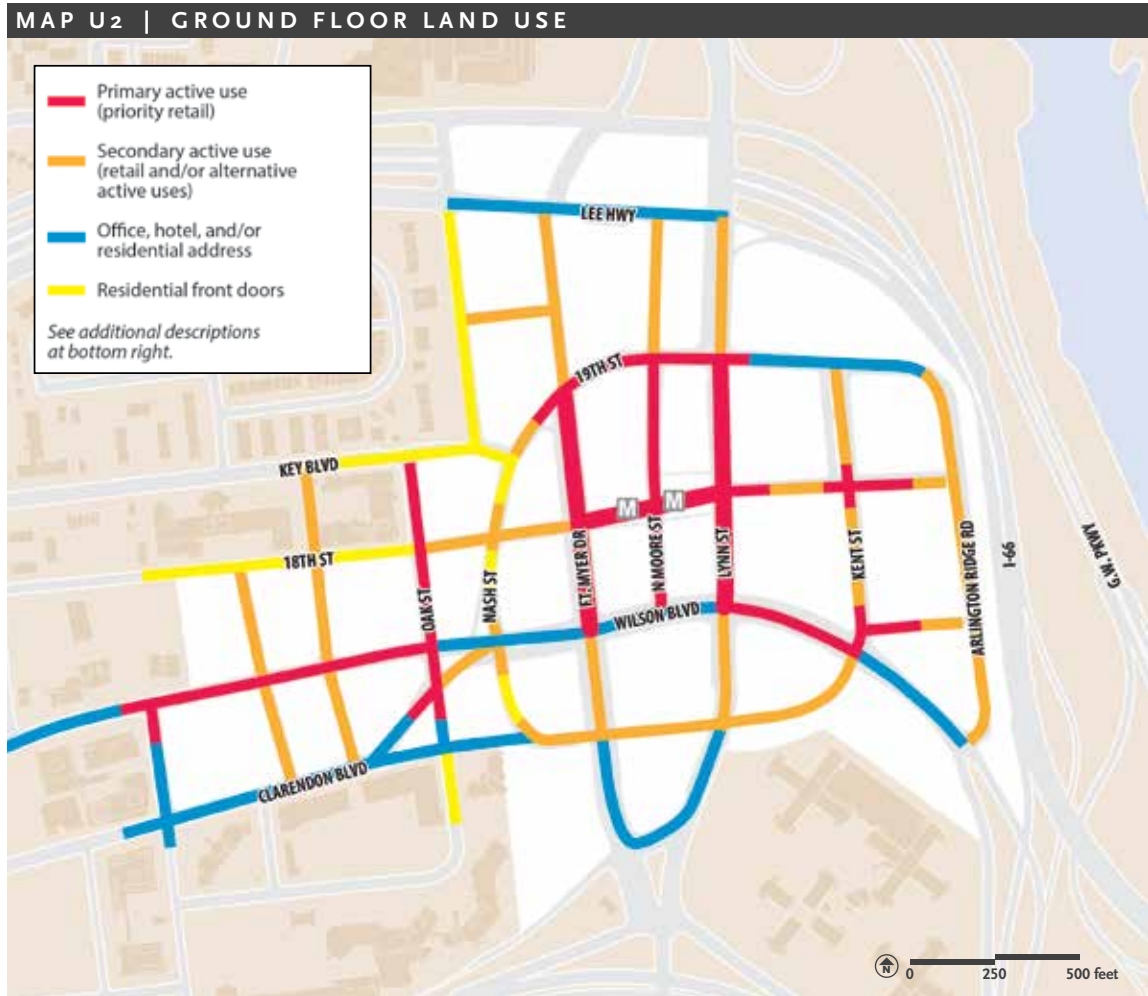 MAP U2 | GROUND FLOOR LAND USE
Primary active use
(priority retail)
Secondary active use
(retail and/or alternative
active uses)
Office, hotel, and/or
residential address
Residential front doors
See additional descriptions
at bottom right.
LEE HWY
19TH ST
KEY BLVD
M M
18TH ST
OAK ST
NASH ST
FT. MYER DR
N MOORE ST
LYNN ST
KENT ST
ARLINGTON RIDGE RD
I-66
G.W. PKWY
WILSON BLVD
CLARENDON BLVD
N
0 250 500 feet